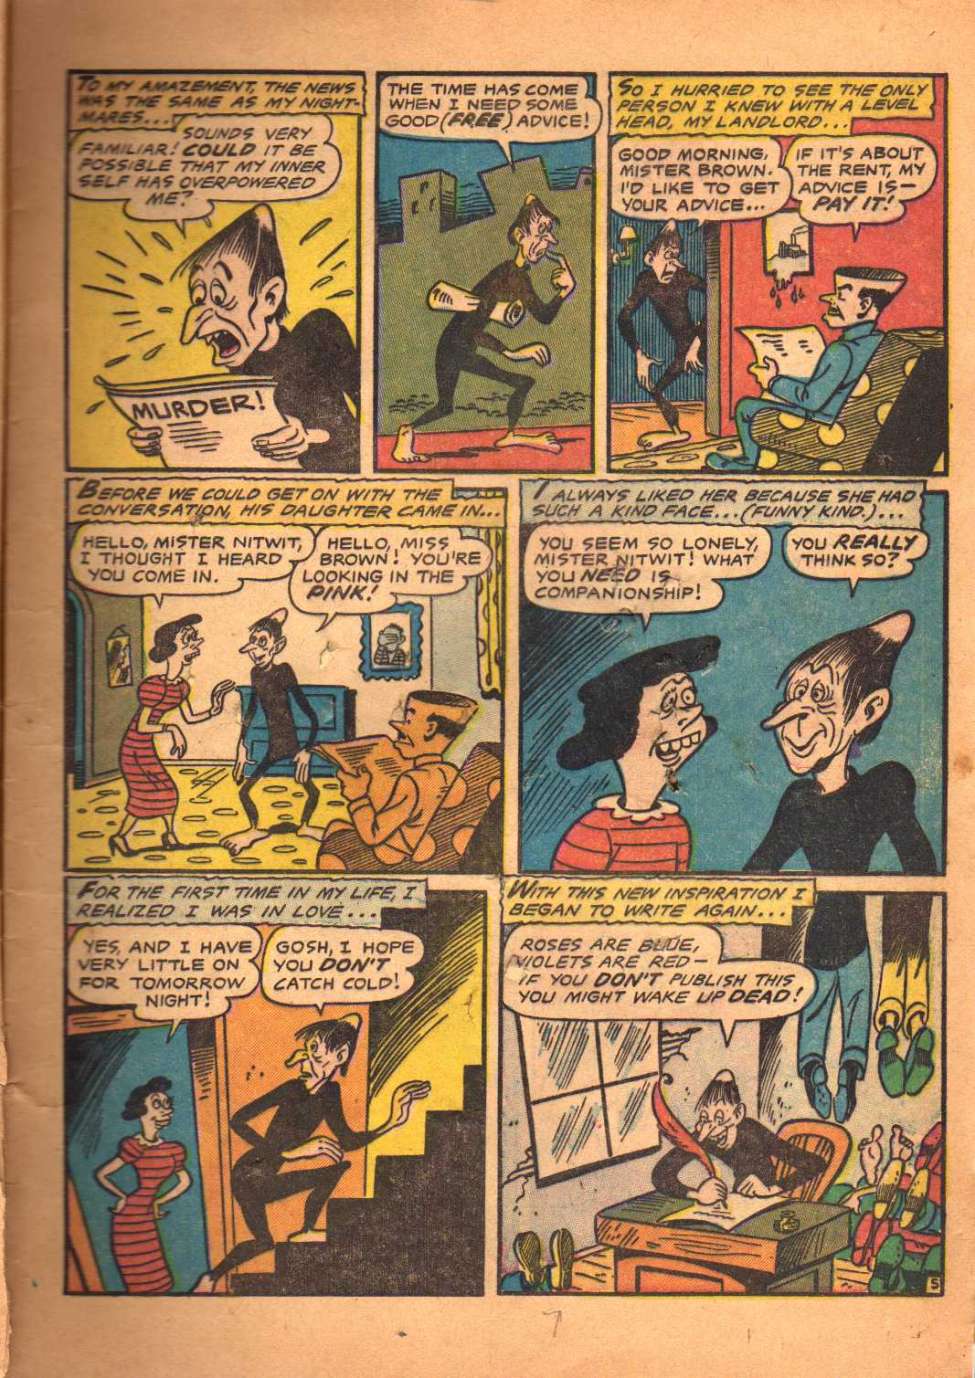 TO MY AMAZEMENT, THE NEWS
WAS THE SAME AS MY NIGHT-
MARES...
SOUNDS VERY
FAMILIAR! COULD IT BE
POSSIBLE THAT MY INNER
SELF HAS OVERPOWERED
ME?
MURDER!
THE TIME HAS COME
WHEN I NEED SOME
GOOD (FREE) ADVICE!
SO I HURRIED TO SEE THE ONLY
PERSON I KNEW WITH A LEVEL
HEAD, MY LANDLORD...
GOOD MORNING,
MISTER BROWN.
I'D LIKE TO GET
YOUR ADVICE...
IF IT'S ABOUT
THE RENT, MY
ADVICE IS—
PAY IT!
BEFORE WE COULD GET ON WITH THE
CONVERSATION, HIS DAUGHTER CAME IN...
HELLO, MISTER NITWIT,
I THOUGHT I HEARD
YOU COME IN.
HELLO, MISS
BROWN! YOU'RE
LOOKING IN THE
PINK!
I ALWAYS LIKED HER BECAUSE SHE HAD
SUCH A KIND FACE...(FUNNY KIND.)...
YOU SEEM SO LONELY,
MISTER NITWIT! WHAT
YOU NEED IS
COMPANIONSHIP!
YOU REALLY
THINK SO?
FOR THE FIRST TIME IN MY LIFE, I
REALIZED I WAS IN LOVE...
YES, AND I HAVE
VERY LITTLE ON
FOR TOMORROW
NIGHT!
GOSH, I HOPE
YOU DON'T
CATCH COLD!
WITH THIS NEW INSPIRATION I
BEGAN TO WRITE AGAIN...
ROSES ARE BLUE,
VIOLETS ARE RED—
IF YOU DON'T PUBLISH THIS
YOU MIGHT WAKE UP DEAD!
5